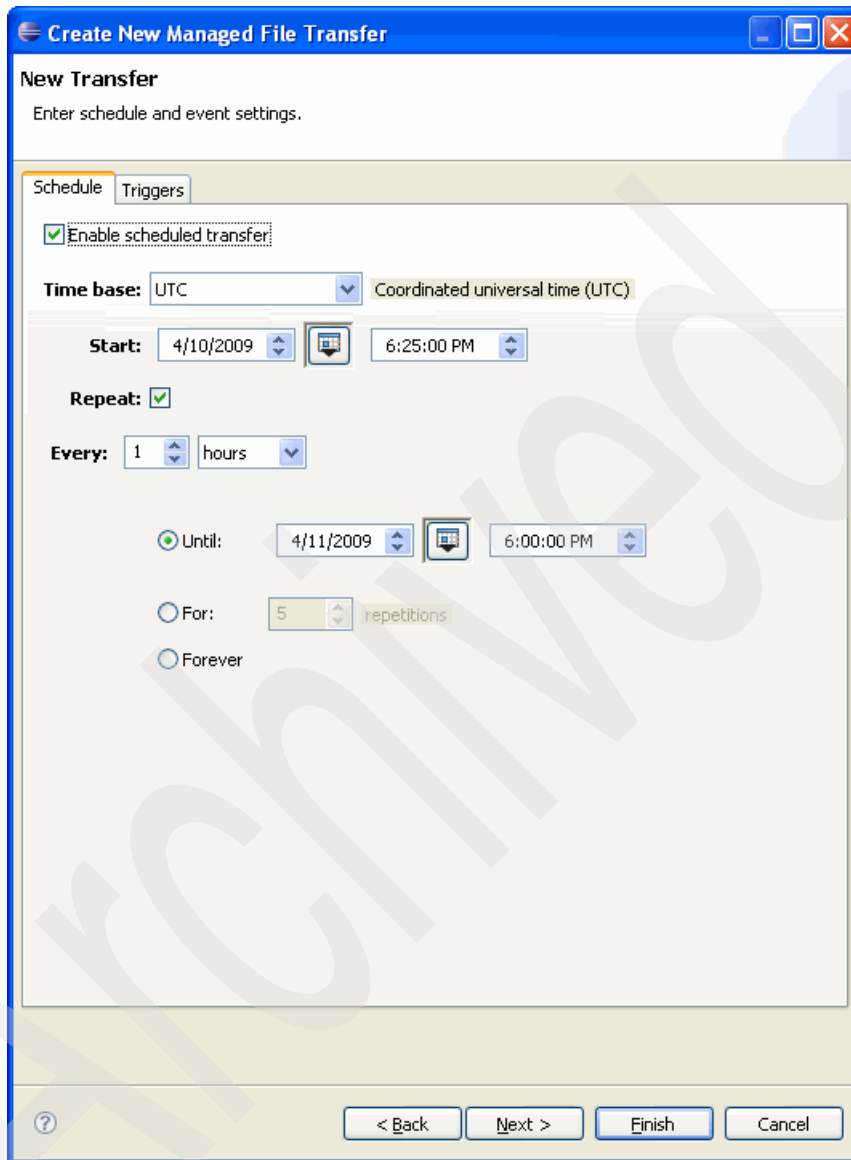 Create New Managed File Transfer
New Transfer
Enter schedule and event settings.
Schedule Triggers
Enable scheduled transfer
Time base: UTC Coordinated universal time (UTC)
Start: 4/10/2009 6:25:00 PM
Repeat:
Every: 1 hours
Until: 4/11/2009 6:00:00 PM
For: 5 repetitions
Forever
Archived
? < Back Next > Finish Cancel